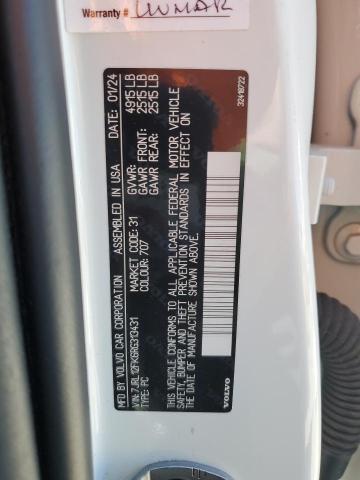 Warranty #
LLUMAR
MFD BY VOLVO CAR CORPORATION ASSEMBLED IN USA 01/24
GVWR: 4915 LB
GAWR FRONT: 2515 LB
GAWR REAR: 2515 LB
MARKET CODE: 31
COLOUR: 707
VIN: 7JRL12FK6RG313431
TYPE: PC
THIS VEHICLE CONFORMS TO ALL APPLICABLE FEDERAL MOTOR VEHICLE
SAFETY, BUMPER, AND THEFT PREVENTION STANDARDS IN EFFECT ON
THE DATE OF MANUFACTURE SHOWN ABOVE.
VOLVO
32418722